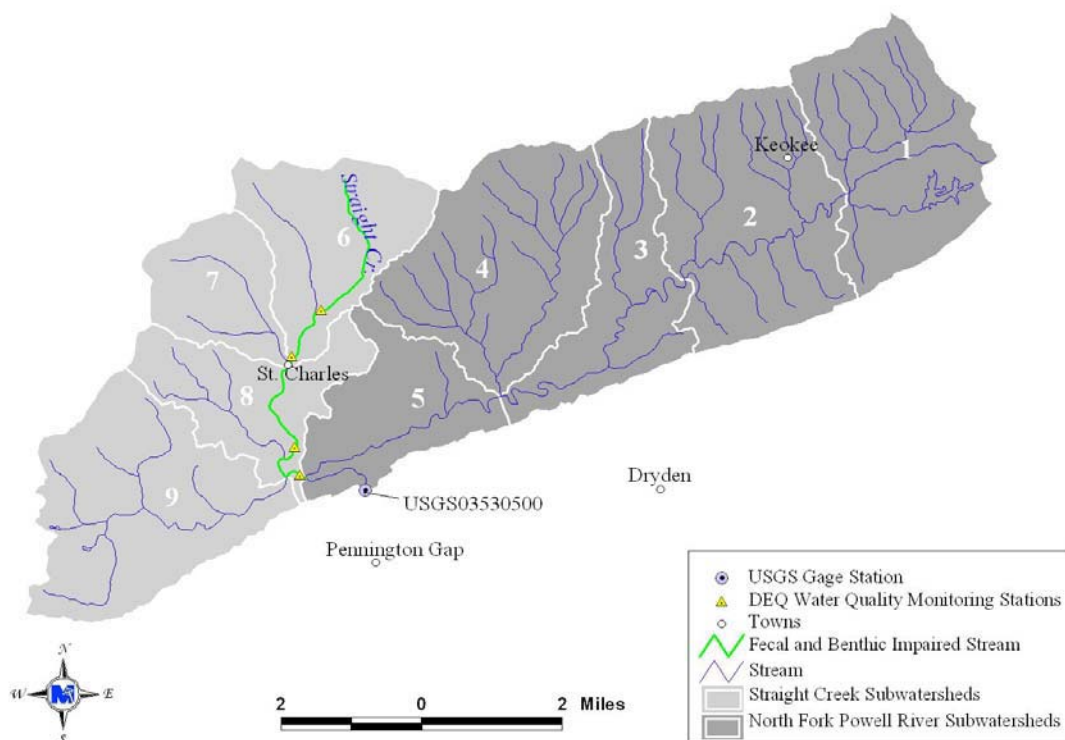 Keokee
1
2
3
4
Straight Cr.
6
7
St. Charles
8
5
9
USGS03530500
Dryden
Pennington Gap
USGS Gage Station
DEQ Water Quality Monitoring Stations
Towns
Fecal and Benthic Impaired Stream
Stream
Straight Creek Subwatersheds
North Fork Powell River Subwatersheds
N
W E
S
M
2 0 2 Miles